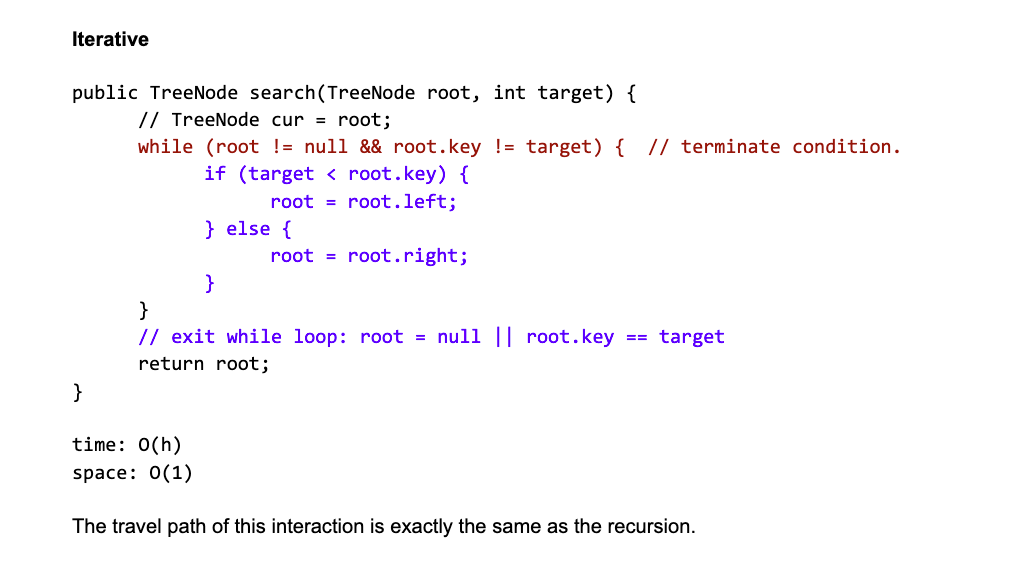 Iterative
public TreeNode search(TreeNode root, int target) {
// TreeNode cur = root;
while (root != null && root.key != target) {  // terminate condition.
if (target < root.key) {
root = root.left;
} else {
root = root.right;
}
}
// exit while loop: root = null || root.key == target
return root;
}
time: O(h)
space: O(1)
The travel path of this interaction is exactly the same as the recursion.